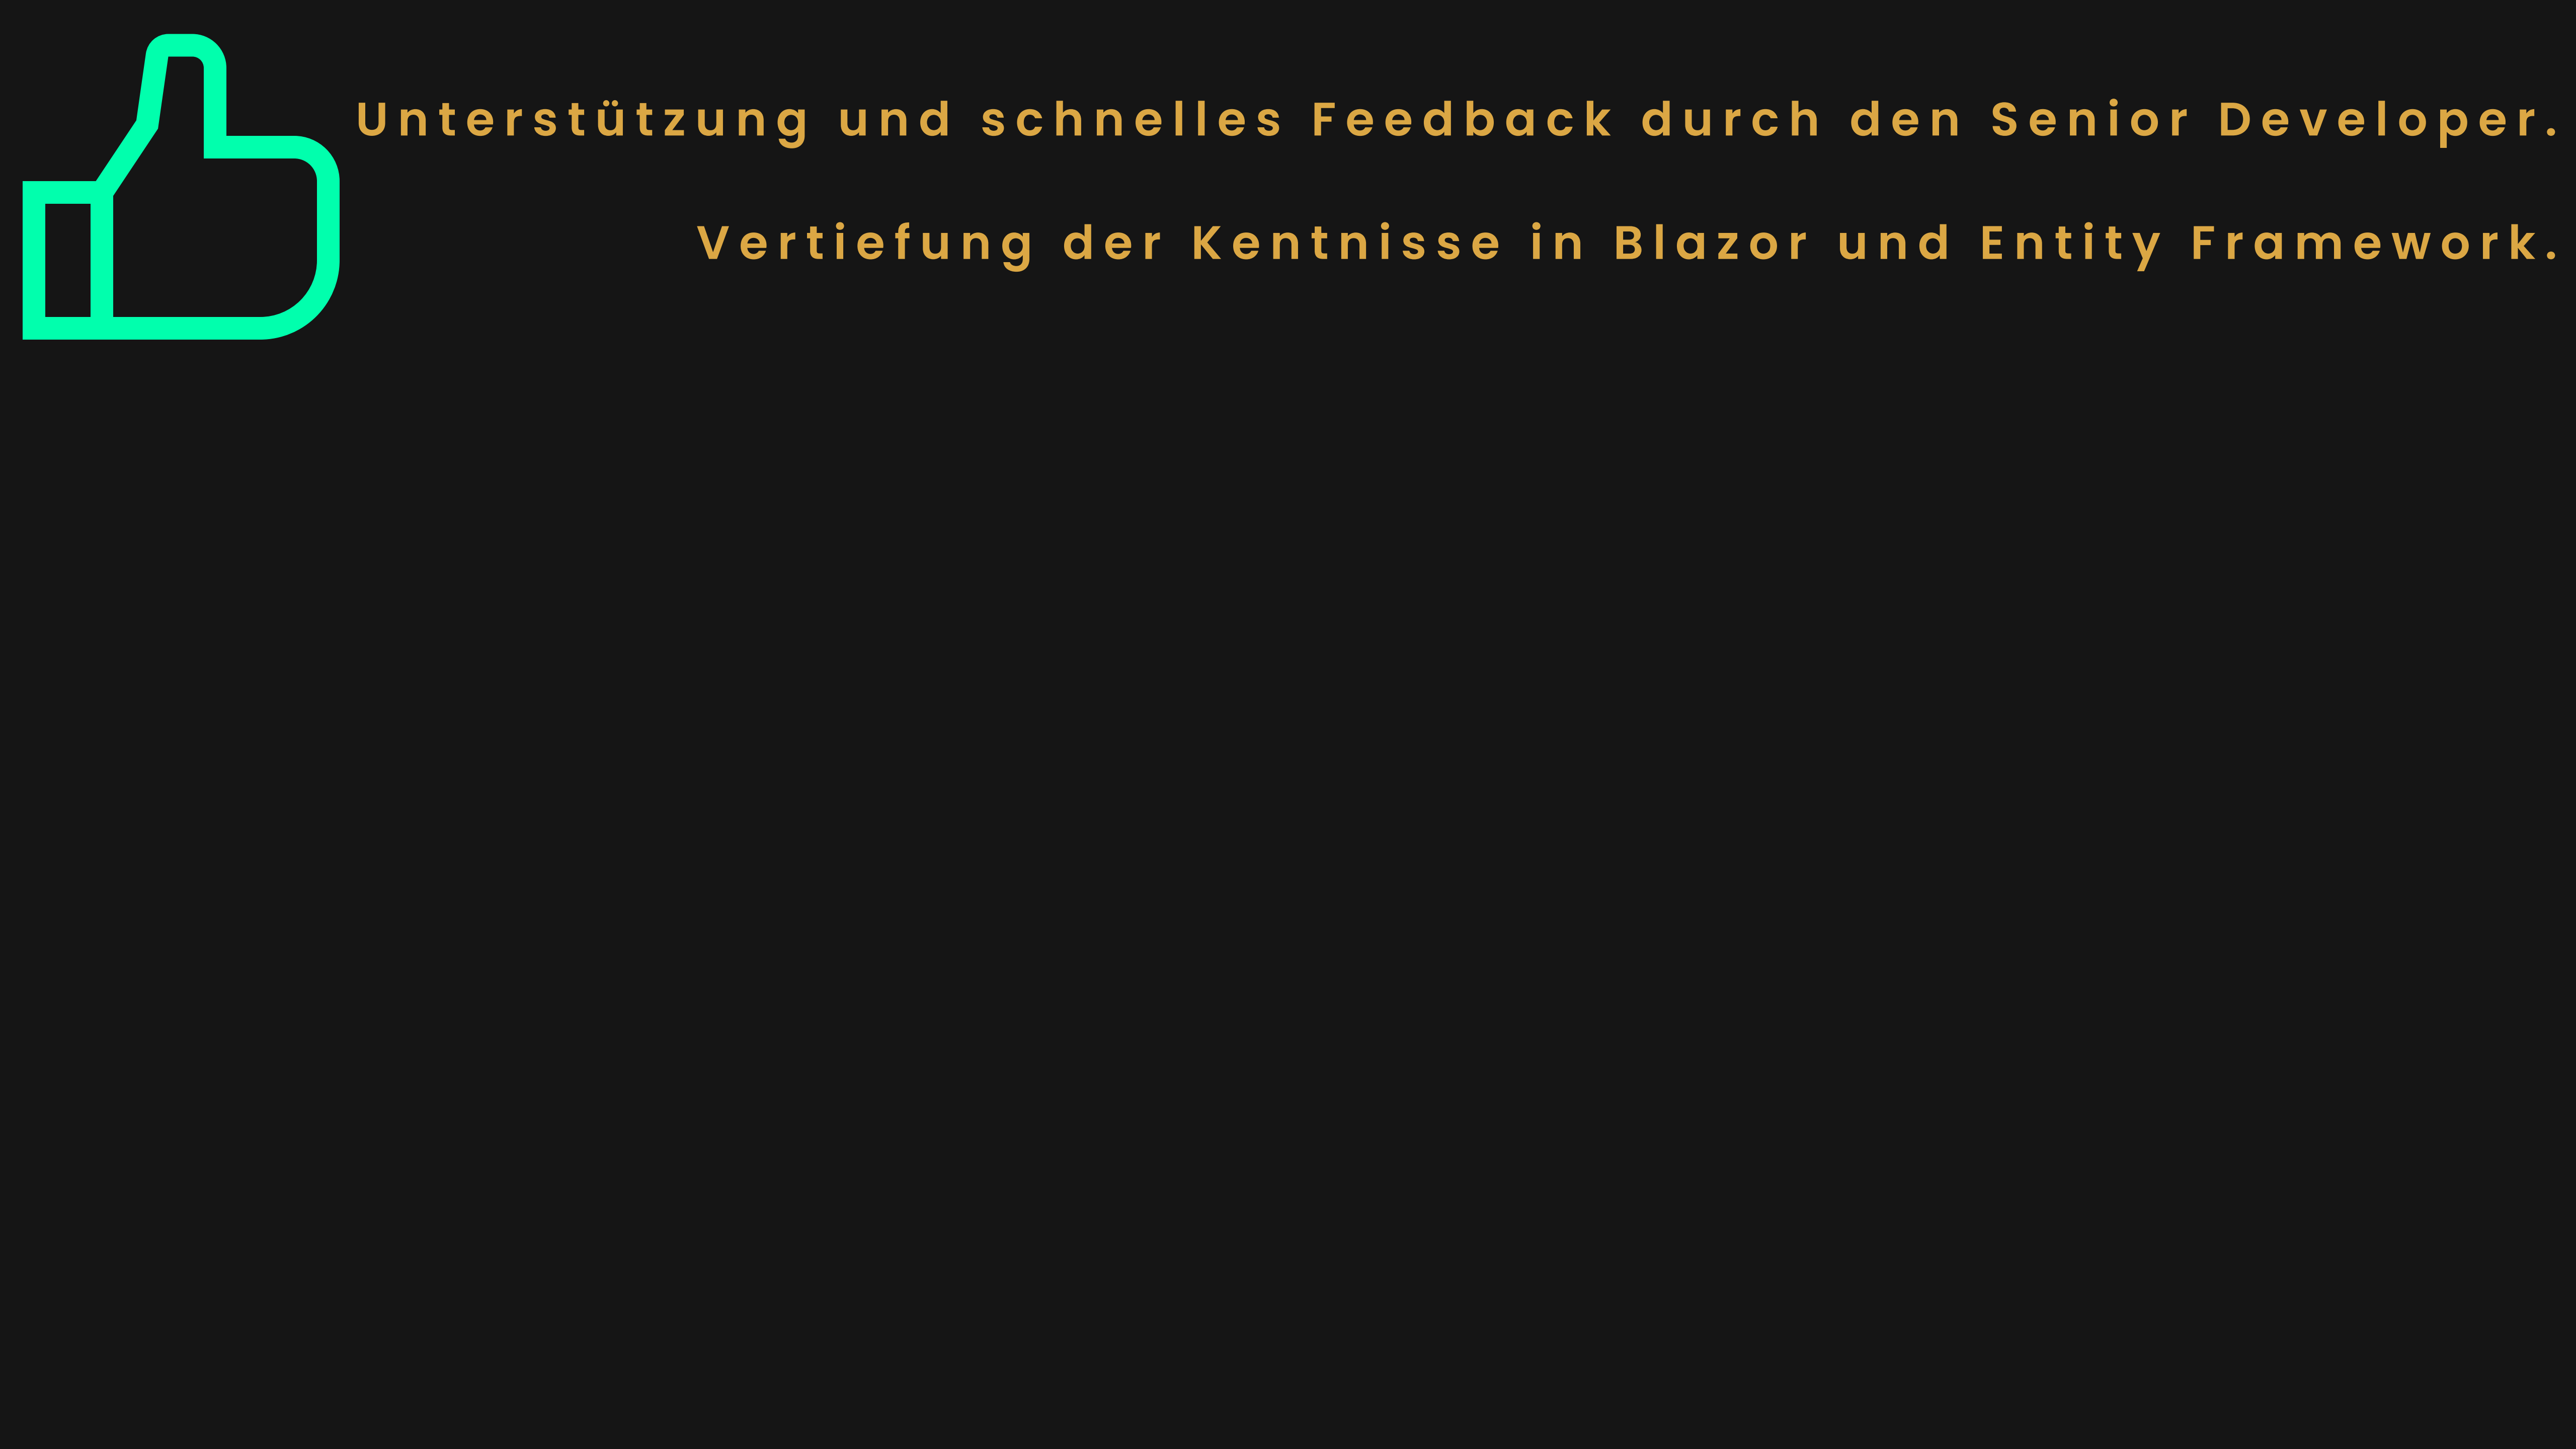 Unterstützung und schnelles Feedback durch den Senior Developer.
Vertiefung der Kentnisse in Blazor und Entity Framework.